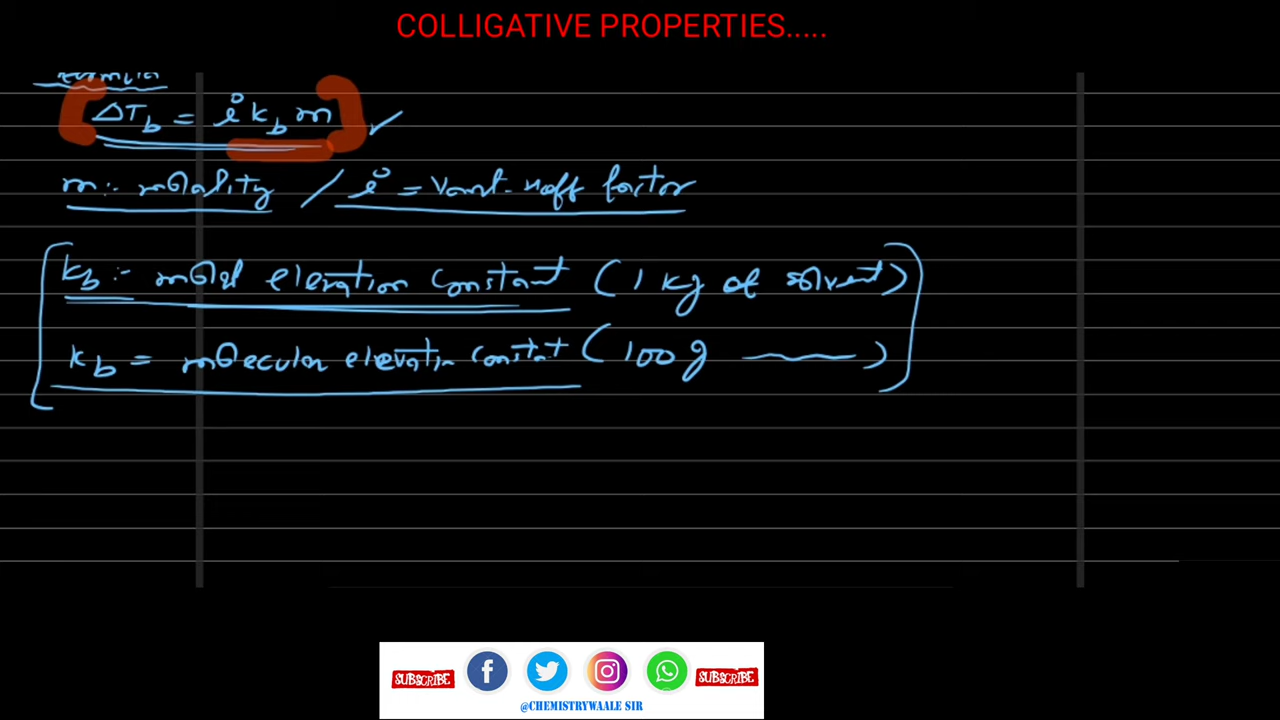 COLLIGATIVE PROPERTIES.....
ΔTb = i kb m ✓
m:- molality / i = Vant-Hoff factor
kb:- molal elevation constant (1 kg of solvent)
kb = molecular elevation constant (100g ———)
SUBSCRIBE SUBSCRIBE
@CHEMISTRYWAALE SIR